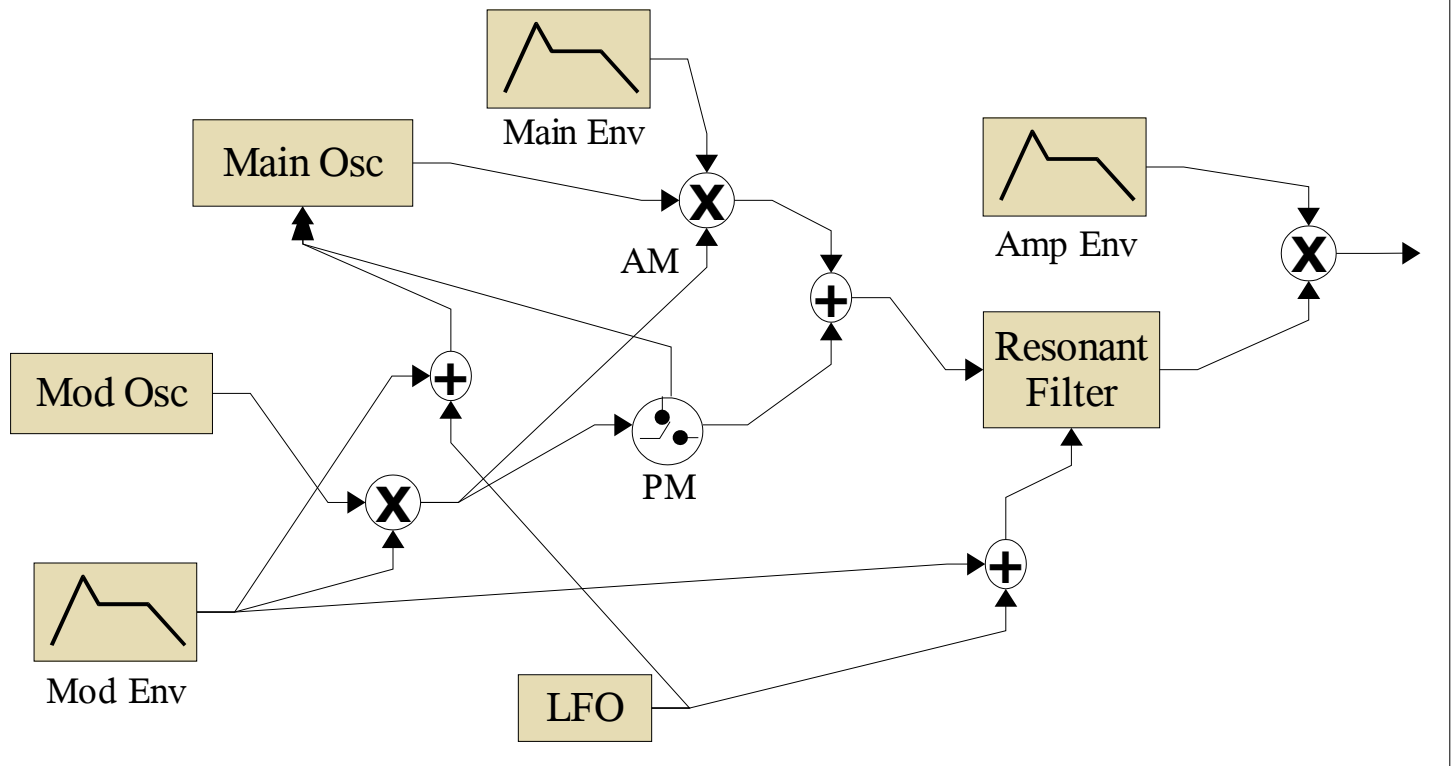 Main Env
Main Osc
X
AM
Amp Env
X
+
Resonant
Filter
Mod Osc
+
PM
X
+
Mod Env
LFO